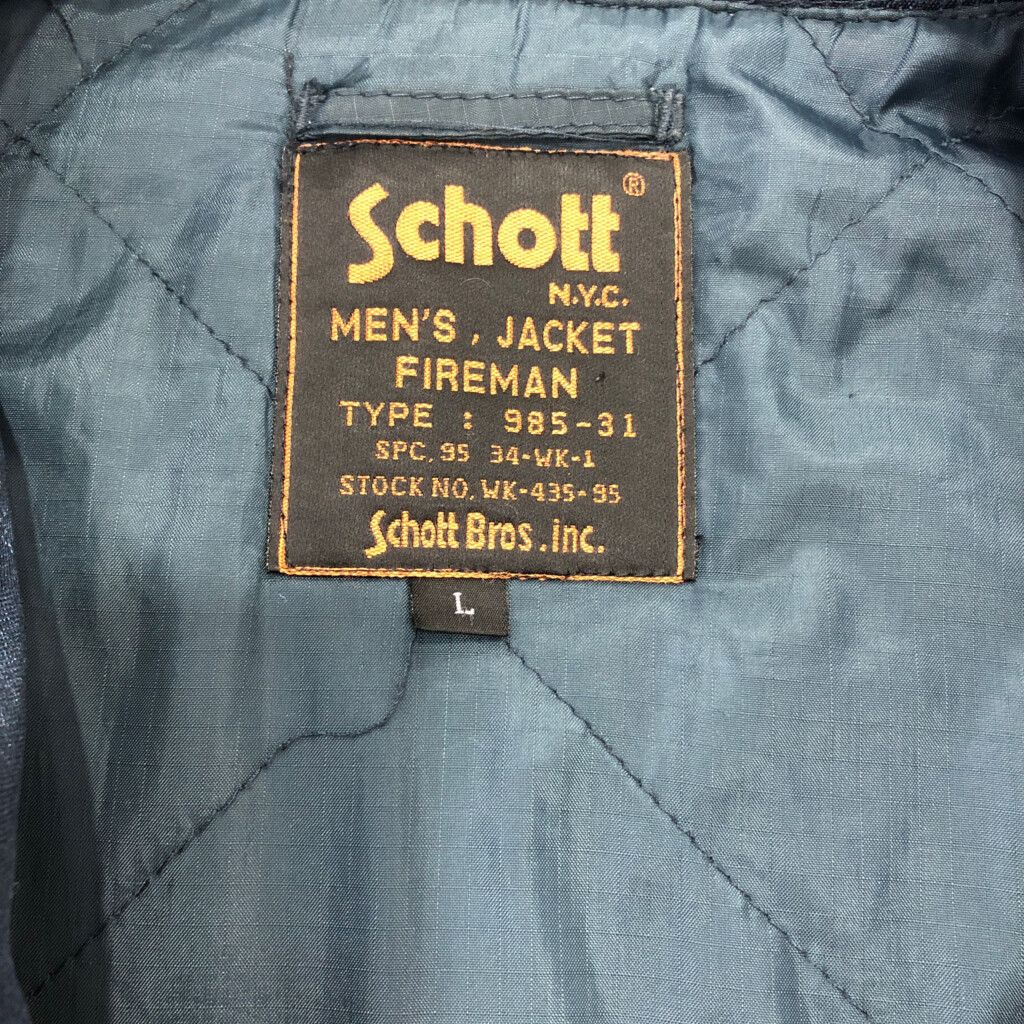 Schott®
N.Y.C.
MEN'S, JACKET
FIREMAN
TYPE : 985-31
SPC. 95 34-WK-1
STOCK NO. WK-435-95
Schott Bros. inc.
L